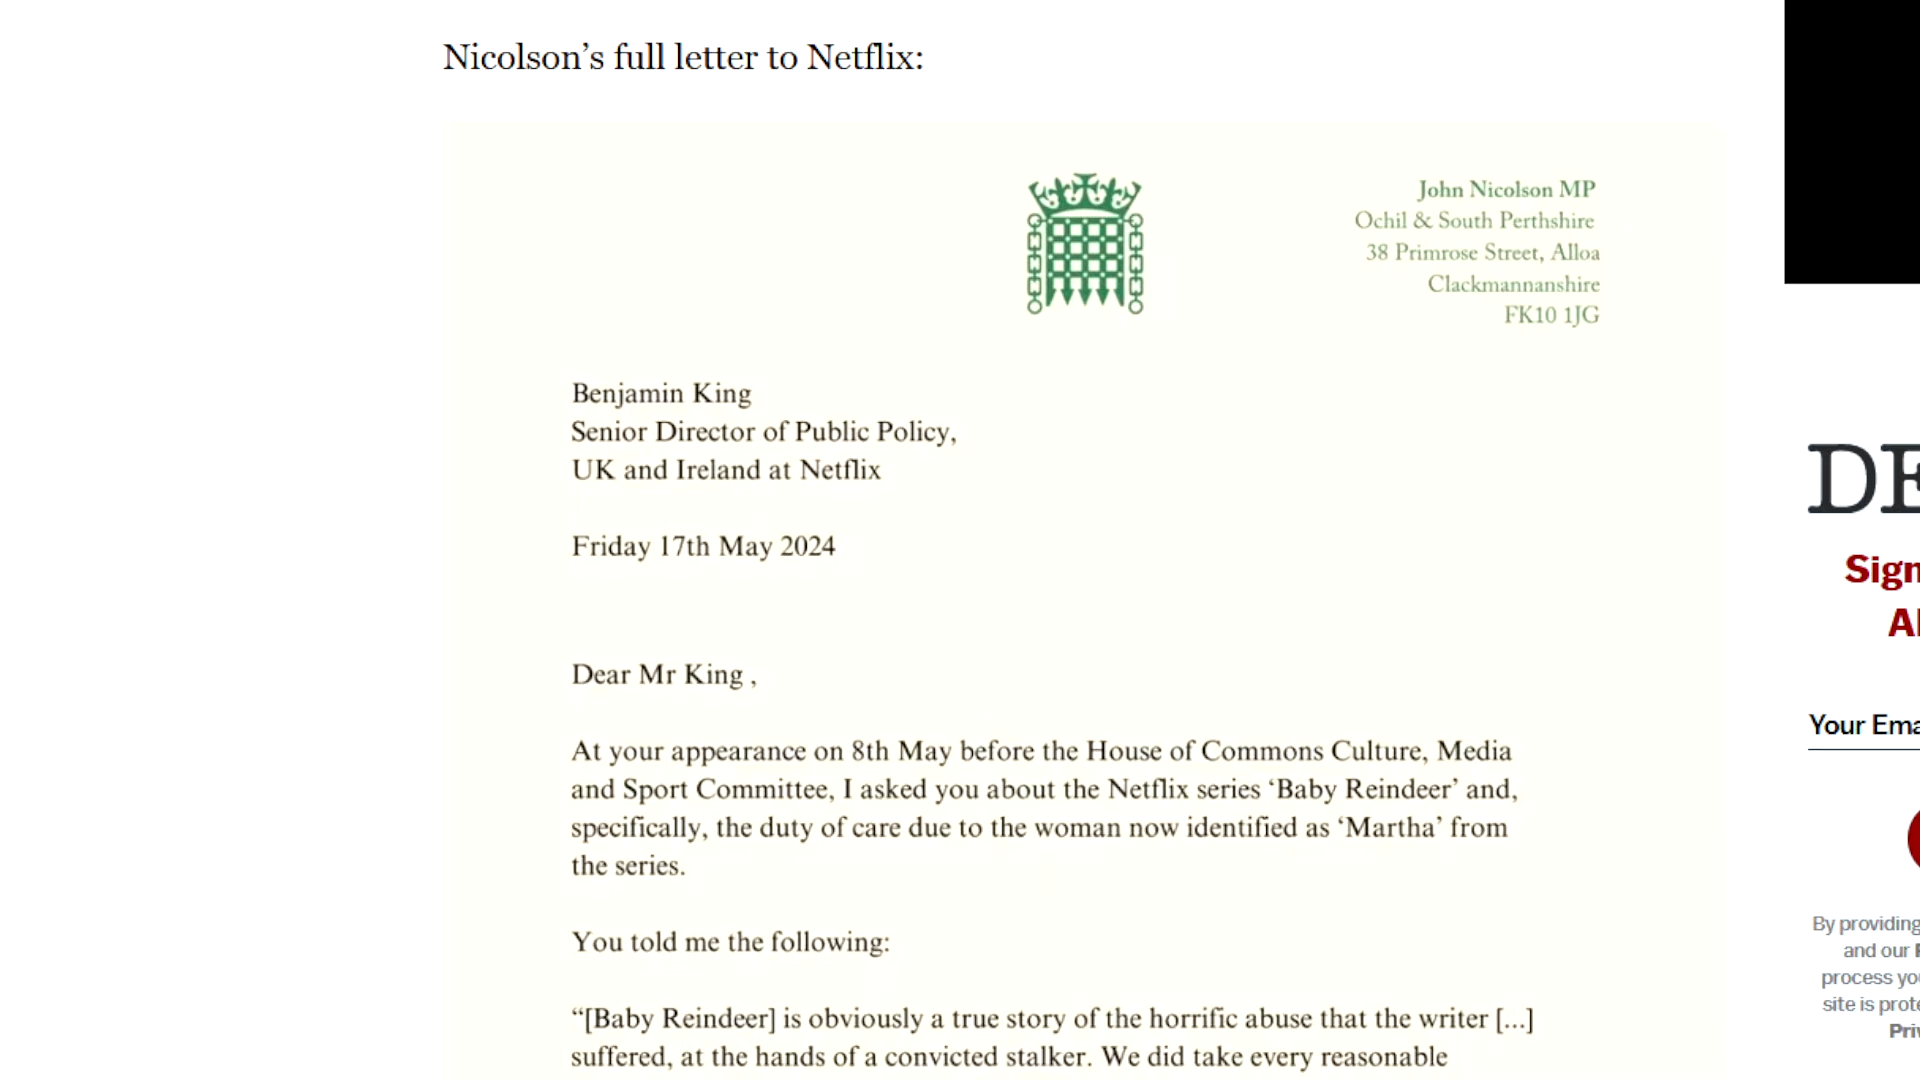 Nicolson’s full letter to Netflix:
John Nicolson MP
Ochil & South Perthshire
38 Primrose Street, Alloa
Clackmannanshire
FK10 1JG
Benjamin King
Senior Director of Public Policy,
UK and Ireland at Netflix
Friday 17th May 2024
Dear Mr King ,
At your appearance on 8th May before the House of Commons Culture, Media
and Sport Committee, I asked you about the Netflix series ‘Baby Reindeer’ and,
specifically, the duty of care due to the woman now identified as ‘Martha’ from
the series.
You told me the following:
“[Baby Reindeer] is obviously a true story of the horrific abuse that the writer [...]
suffered, at the hands of a convicted stalker. We did take every reasonable
DE
Sign
Al
Your Ema
By providing
and our
process yo
site is prote
Priv